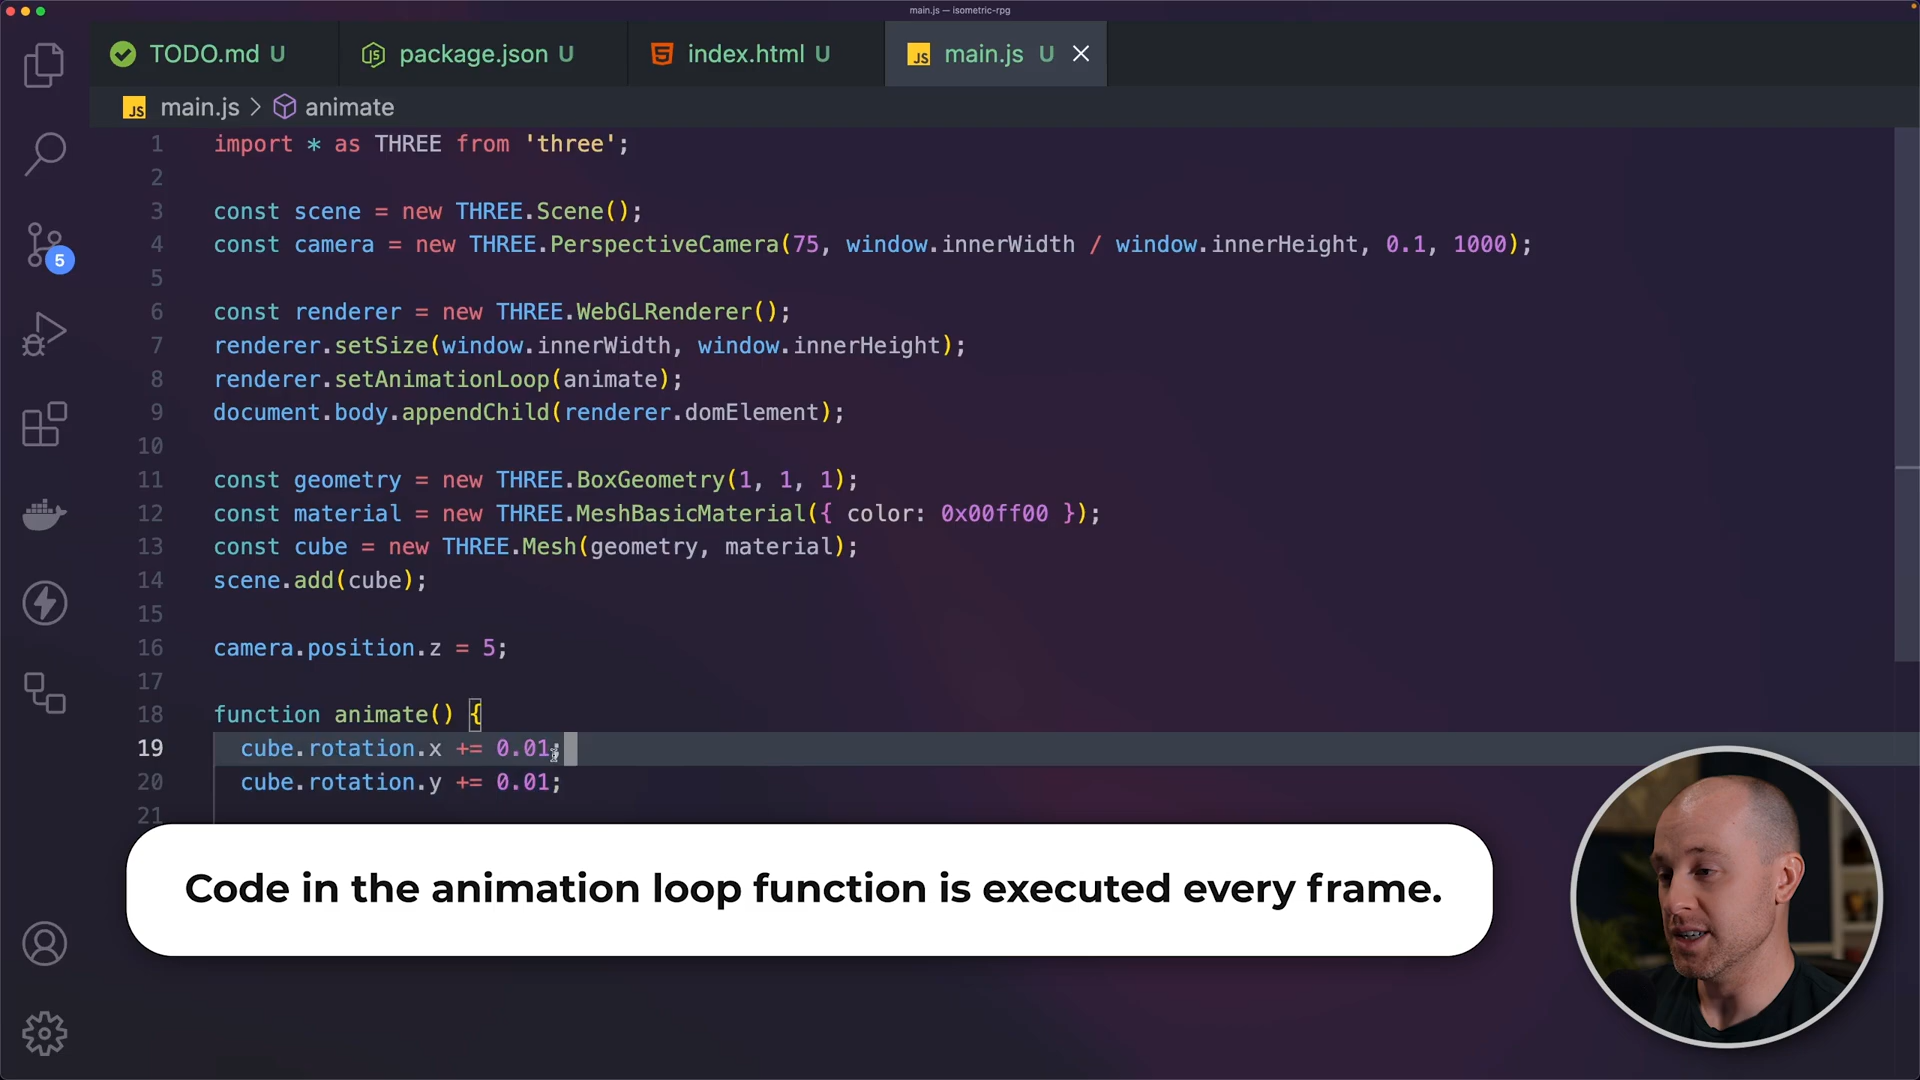 main.js — isometric-rpg
TODO.md U
package.json U
index.html U
JS main.js U
JS main.js > animate
1 import * as THREE from 'three';
2
3 const scene = new THREE.Scene();
4 const camera = new THREE.PerspectiveCamera(75, window.innerWidth / window.innerHeight, 0.1, 1000);
5
6 const renderer = new THREE.WebGLRenderer();
7 renderer.setSize(window.innerWidth, window.innerHeight);
8 renderer.setAnimationLoop(animate);
9 document.body.appendChild(renderer.domElement);
10
11 const geometry = new THREE.BoxGeometry(1, 1, 1);
12 const material = new THREE.MeshBasicMaterial({ color: 0x00ff00 });
13 const cube = new THREE.Mesh(geometry, material);
14 scene.add(cube);
15
16 camera.position.z = 5;
17
18 function animate() {
19 cube.rotation.x += 0.01;
20 cube.rotation.y += 0.01;
21
5
Code in the animation loop function is executed every frame.